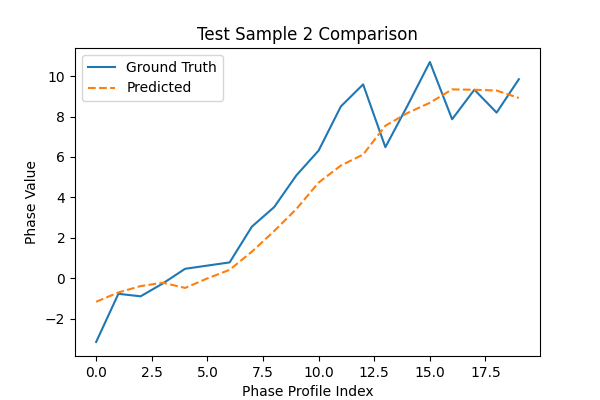 Test Sample 2 Comparison
Ground Truth
Predicted
Phase Value
10
8
6
4
2
0
−2
0.0 2.5 5.0 7.5 10.0 12.5 15.0 17.5
Phase Profile Index